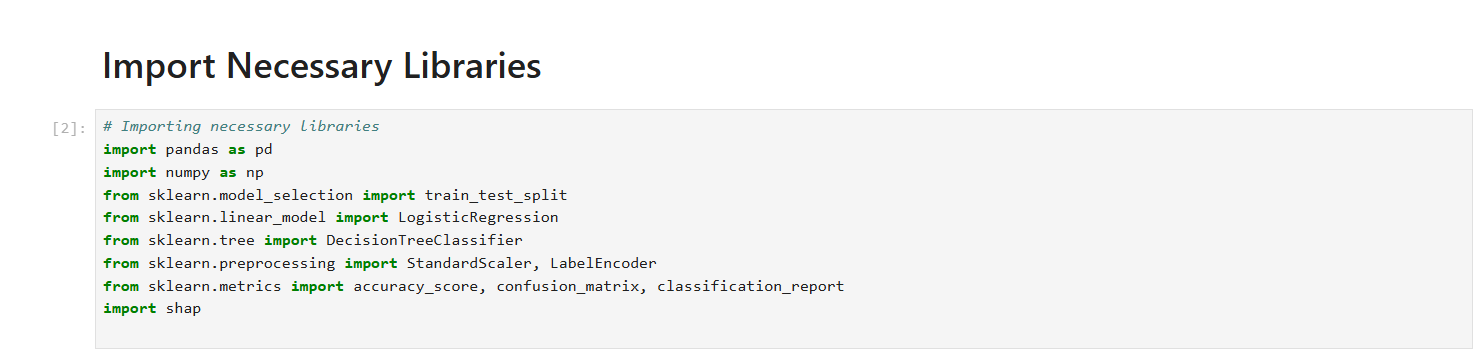 Import Necessary Libraries
[2]:
# Importing necessary libraries
import pandas as pd
import numpy as np
from sklearn.model_selection import train_test_split
from sklearn.linear_model import LogisticRegression
from sklearn.tree import DecisionTreeClassifier
from sklearn.preprocessing import StandardScaler, LabelEncoder
from sklearn.metrics import accuracy_score, confusion_matrix, classification_report
import shap